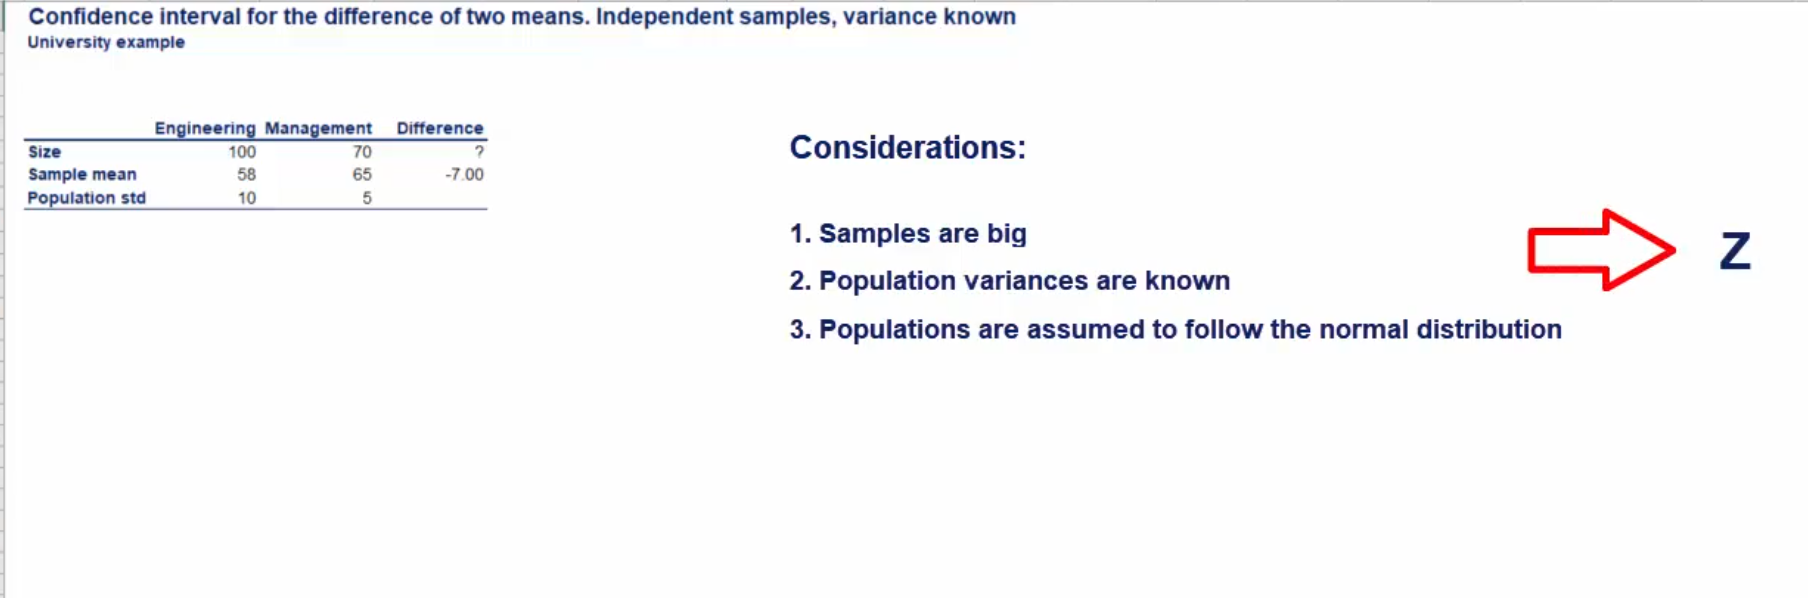 Confidence interval for the difference of two means. Independent samples, variance known
University example
Engineering Management Difference
Size 100 70 ?
Sample mean 58 65 -7.00
Population std 10 5
Considerations:
1. Samples are big
2. Population variances are known
3. Populations are assumed to follow the normal distribution
Z